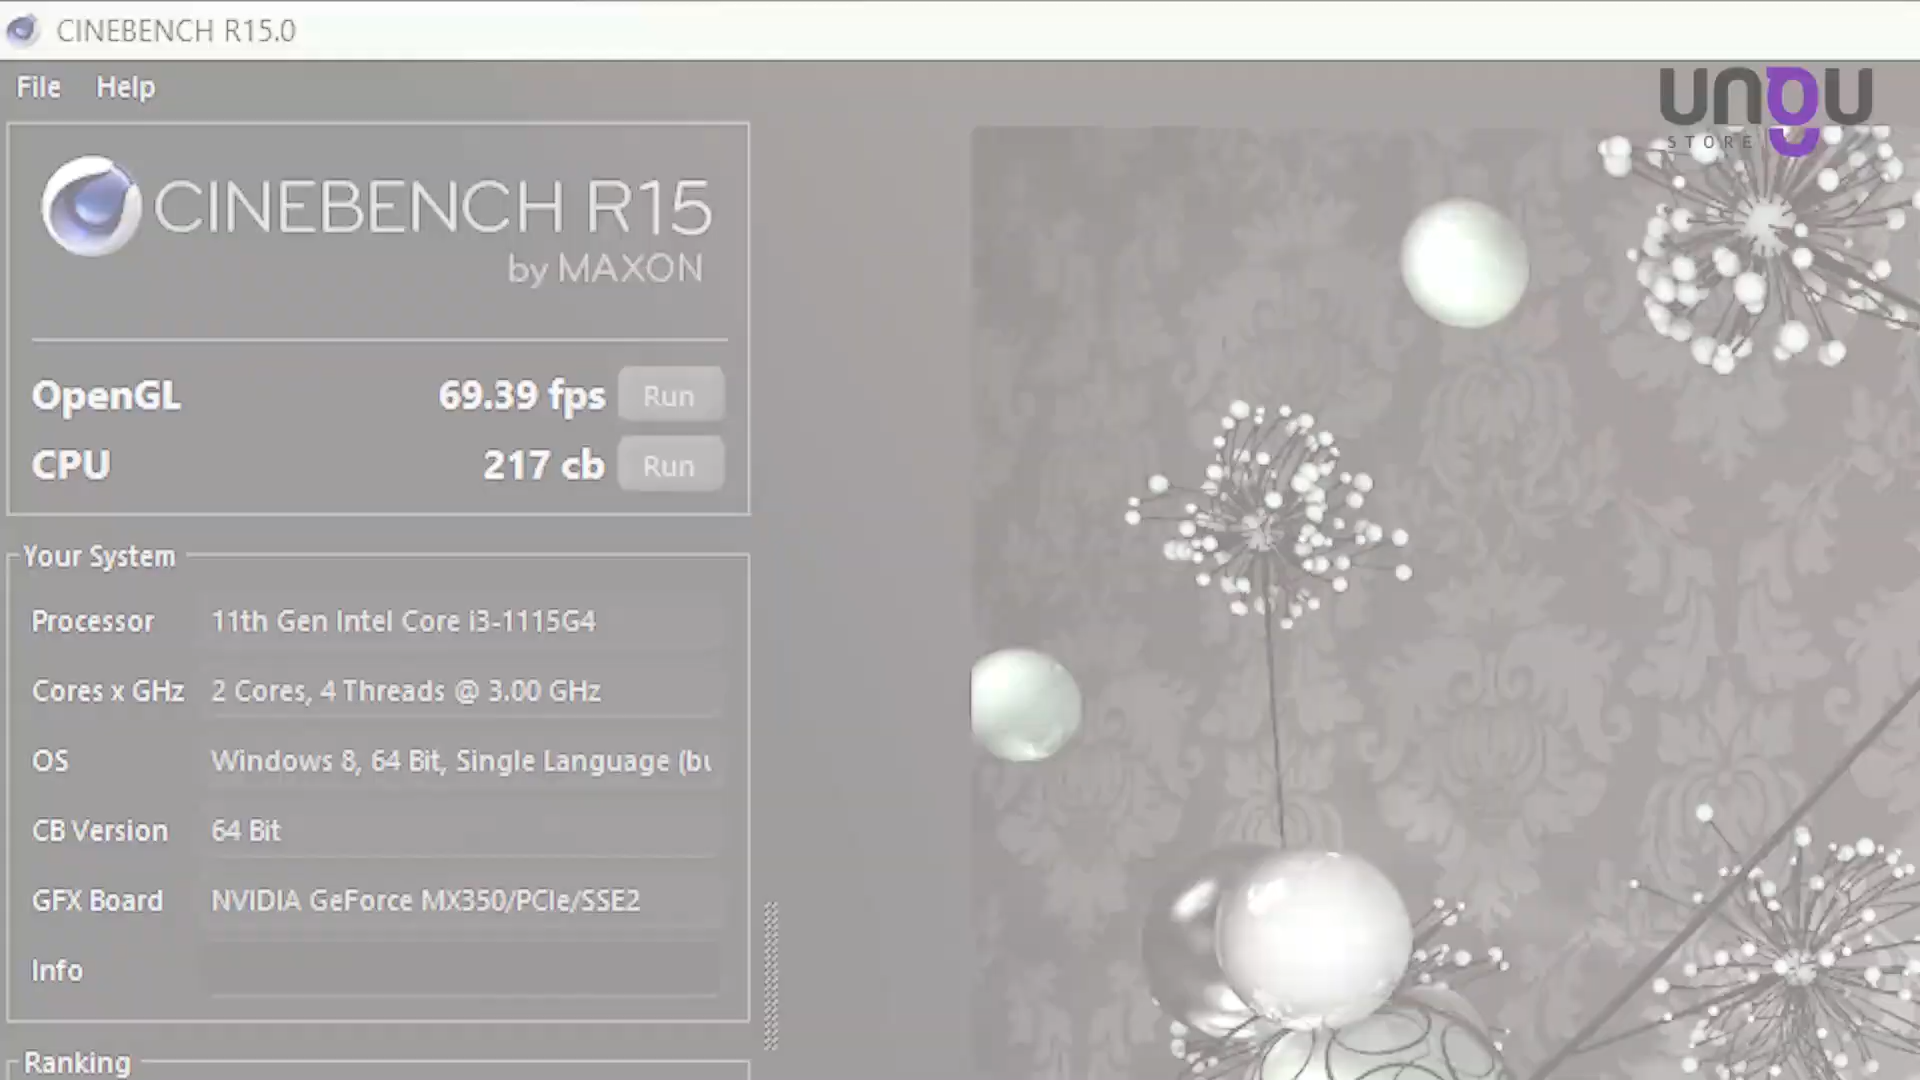 CINEBENCH R15.0
File Help
ungu
STORE
CINEBENCH R15
by MAXON
OpenGL 69.39 fps Run
CPU 217 cb Run
Your System
Processor 11th Gen Intel Core i3-1115G4
Cores x GHz 2 Cores, 4 Threads @ 3.00 GHz
OS Windows 8, 64 Bit, Single Language (bu
CB Version 64 Bit
GFX Board NVIDIA GeForce MX350/PCIe/SSE2
Info
Ranking